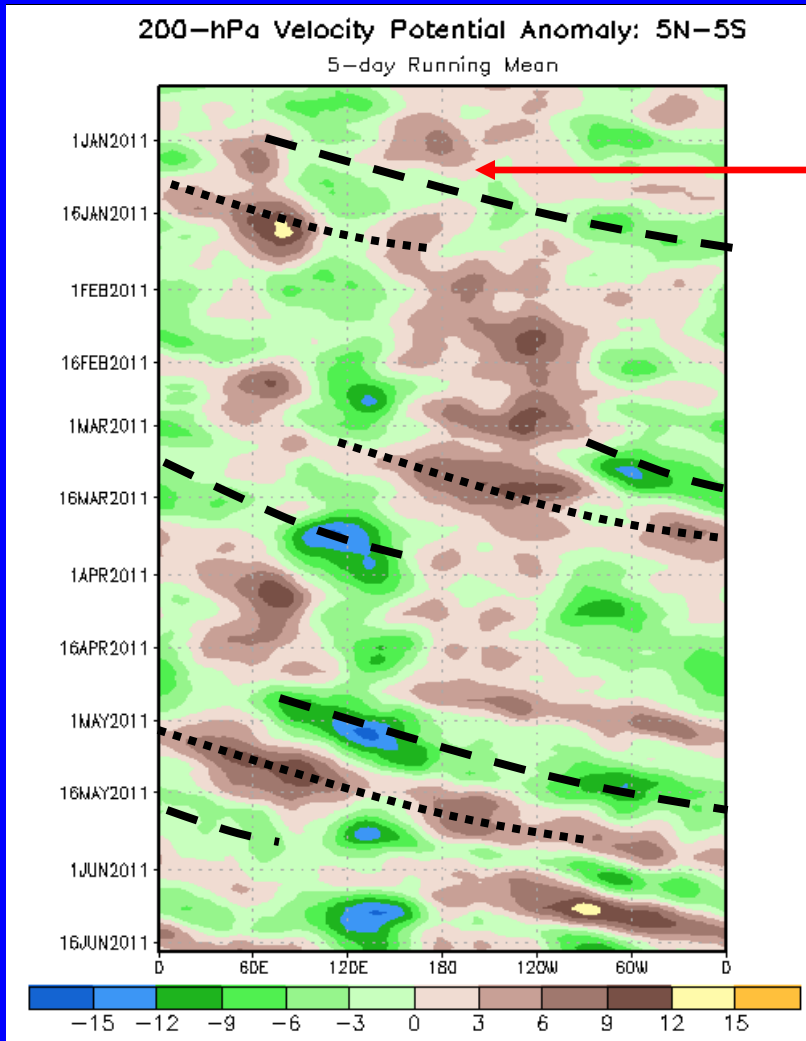 200-hPa Velocity Potential Anomaly: 5N-5S
5-day Running Mean
1JAN2011
16JAN2011
1FEB2011
16FEB2011
1MAR2011
16MAR2011
1APR2011
16APR2011
1MAY2011
16MAY2011
1JUN2011
16JUN2011
0 60E 120E 180 120W 60W 0
-15 -12 -9 -6 -3 0 3 6 9 12 15